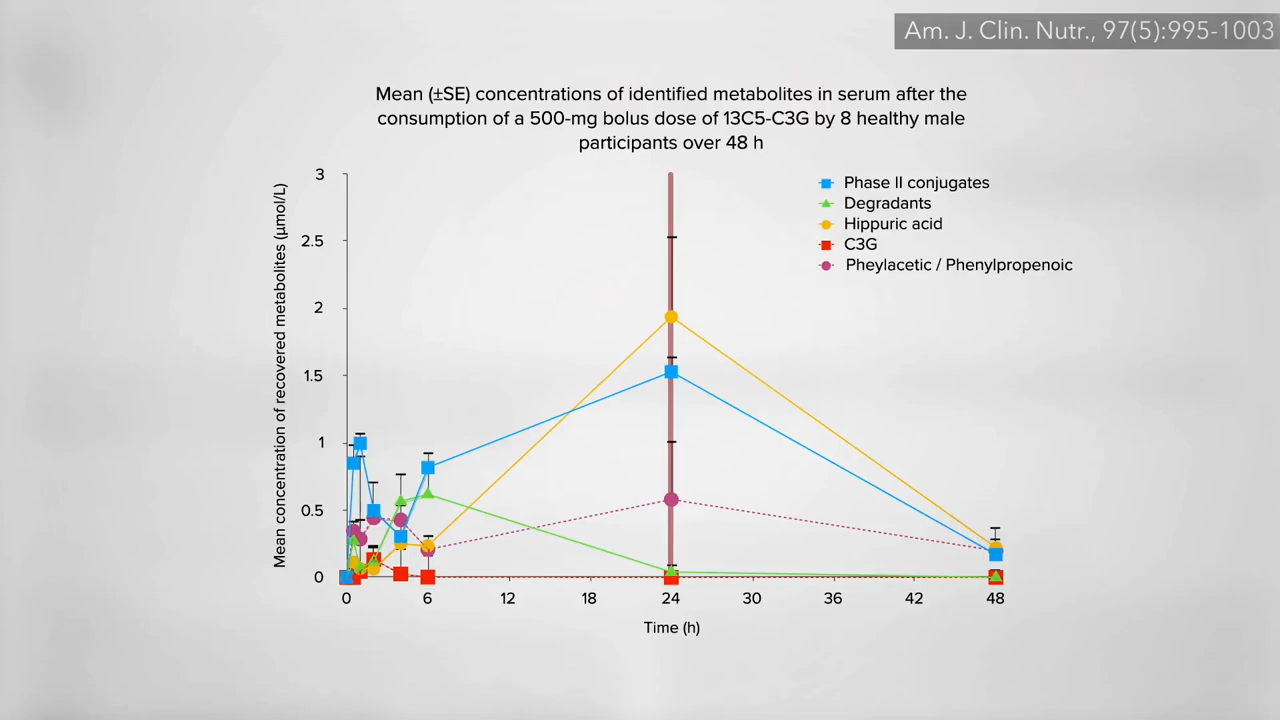 Am. J. Clin. Nutr., 97(5):995-1003
Mean (±SE) concentrations of identified metabolites in serum after the
consumption of a 500-mg bolus dose of 13C5-C3G by 8 healthy male
participants over 48 h
Mean concentration of recovered metabolites (µmol/L)
3
2.5
2
1.5
1
0.5
0
Phase II conjugates
Degradants
Hippuric acid
C3G
Pheylacetic / Phenylpropenoic
0 6 12 18 24 30 36 42 48
Time (h)